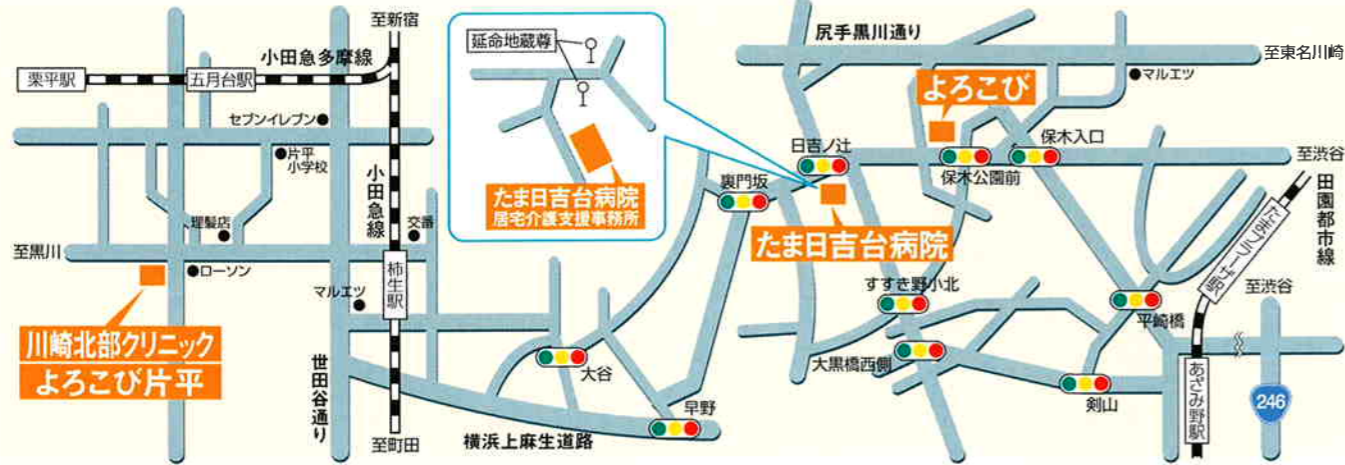 至新宿
小田急多摩線
栗平駅
五月台駅
セブンイレブン
片平
小学校
小田急線
理髪店
交番
至黒川
ローソン
柿生駅
マルエツ
川崎北部クリニック
よろこび片平
世田谷通り
至町田
横浜上麻生道路
大谷
早野
延命地蔵尊
たま日吉台病院
居宅介護支援事務所
尻手黒川通り
至東名川崎
マルエツ
よろこび
日吉ノ辻
保木入口
保木公園前
至渋谷
裏門坂
たま日吉台病院
田園都市線
たまプラーザ駅
すすき野小北
平崎橋
至渋谷
大黒橋西側
剣山
あざみ野駅
246